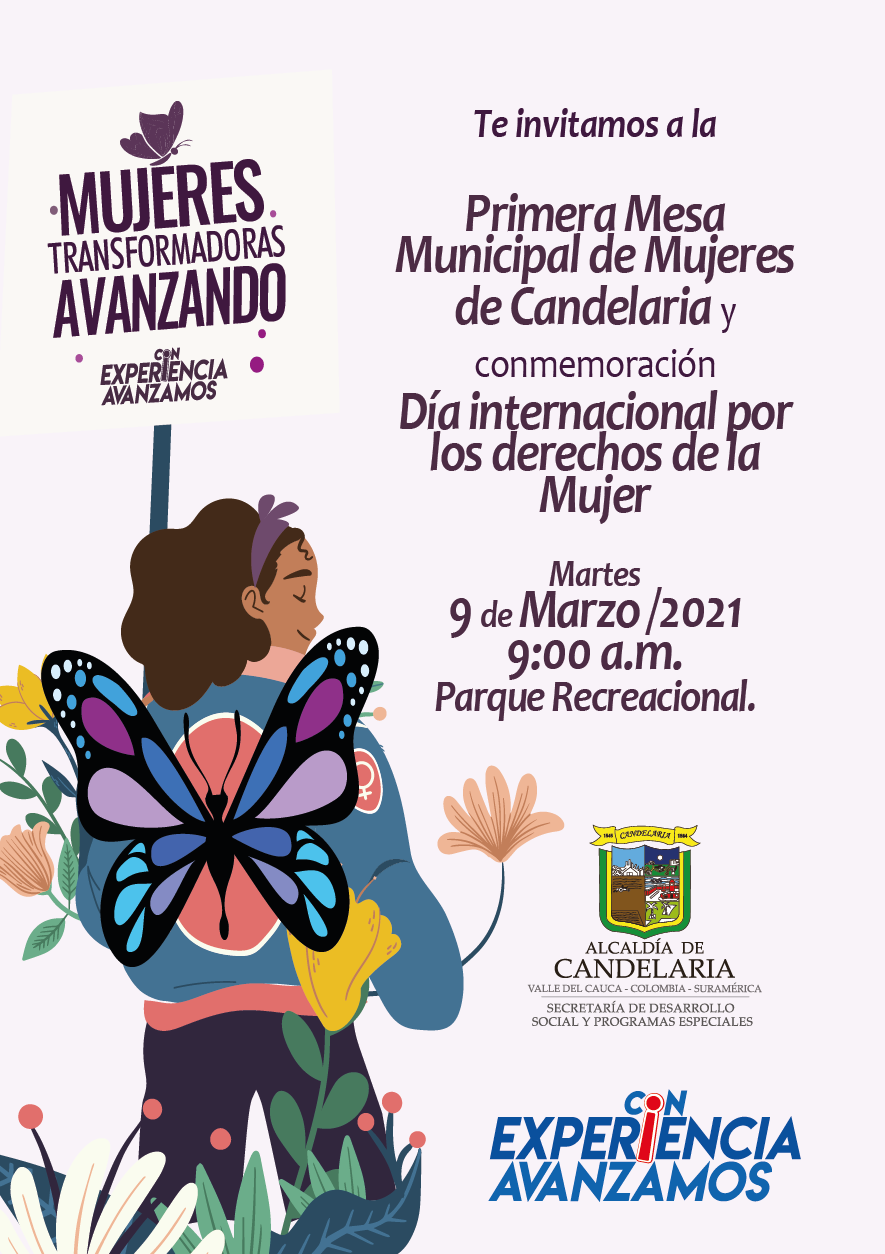 MUJERES
TRANSFORMADORAS
AVANZANDO
CON
EXPERIENCIA
AVANZAMOS
Te invitamos a la
Primera Mesa
Municipal de Mujeres
de Candelaria y
conmemoración
Día internacional por
los derechos de la
Mujer
Martes
9 de Marzo /2021
9:00 a.m.
Parque Recreacional.
1545 CANDELARIA 1864
ALCALDÍA DE
CANDELARIA
VALLE DEL CAUCA - COLOMBIA - SURAMÉRICA
SECRETARÍA DE DESARROLLO
SOCIAL Y PROGRAMAS ESPECIALES
CON
EXPERIENCIA
AVANZAMOS